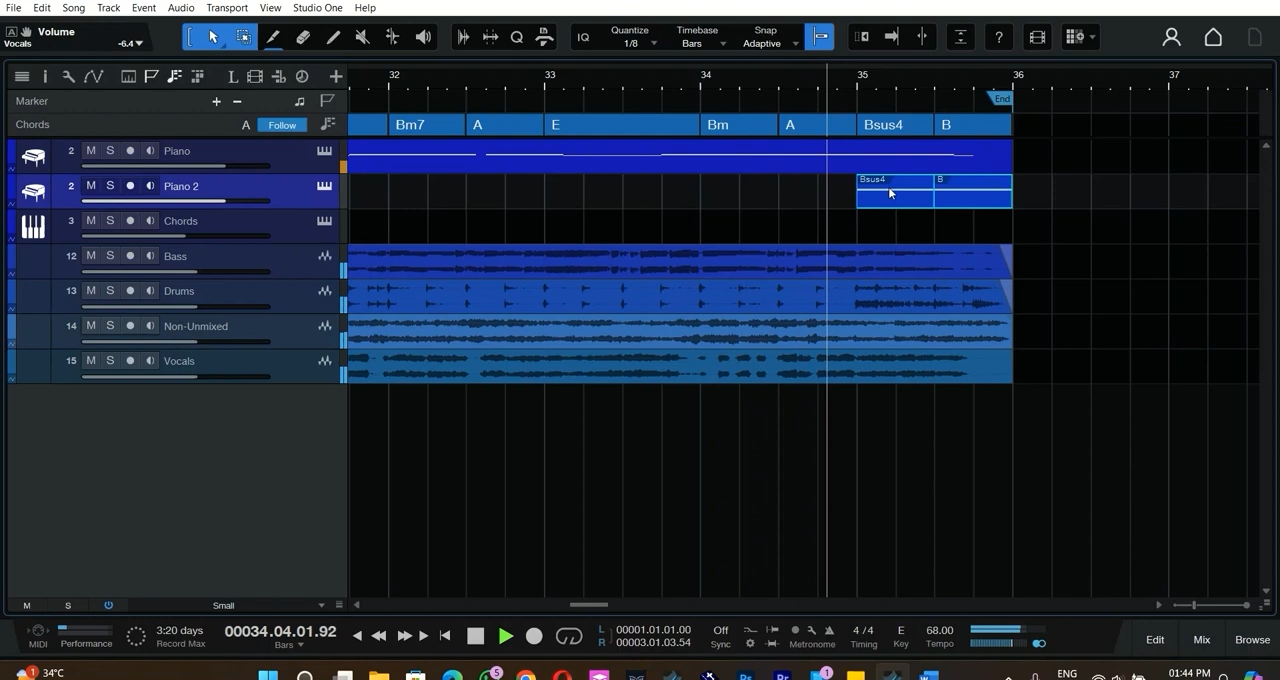 File Edit Song Track Event Audio Transport View Studio One Help
A Volume
Vocals -6.4
IQ Quantize 1/8 Timebase Bars Snap Adaptive ?
32 33 34 35 36 37
Marker + − End
Chords A Follow Bm7 A E Bm A Bsus4 B
2 M S Piano
2 M S Piano 2 Bsus4 B
3 M S Chords
12 M S Bass
13 M S Drums
14 M S Non-Unmixed
15 M S Vocals
M S Small
MIDI Performance 3:20 days Record Max 00034.04.01.92 Bars L 00001.01.01.00 R 00003.01.03.54 Off Sync Metronome 4 / 4 Timing E Key 68.00 Tempo Edit Mix Browse
1 34°C 5 1 ENG 01:44 PM